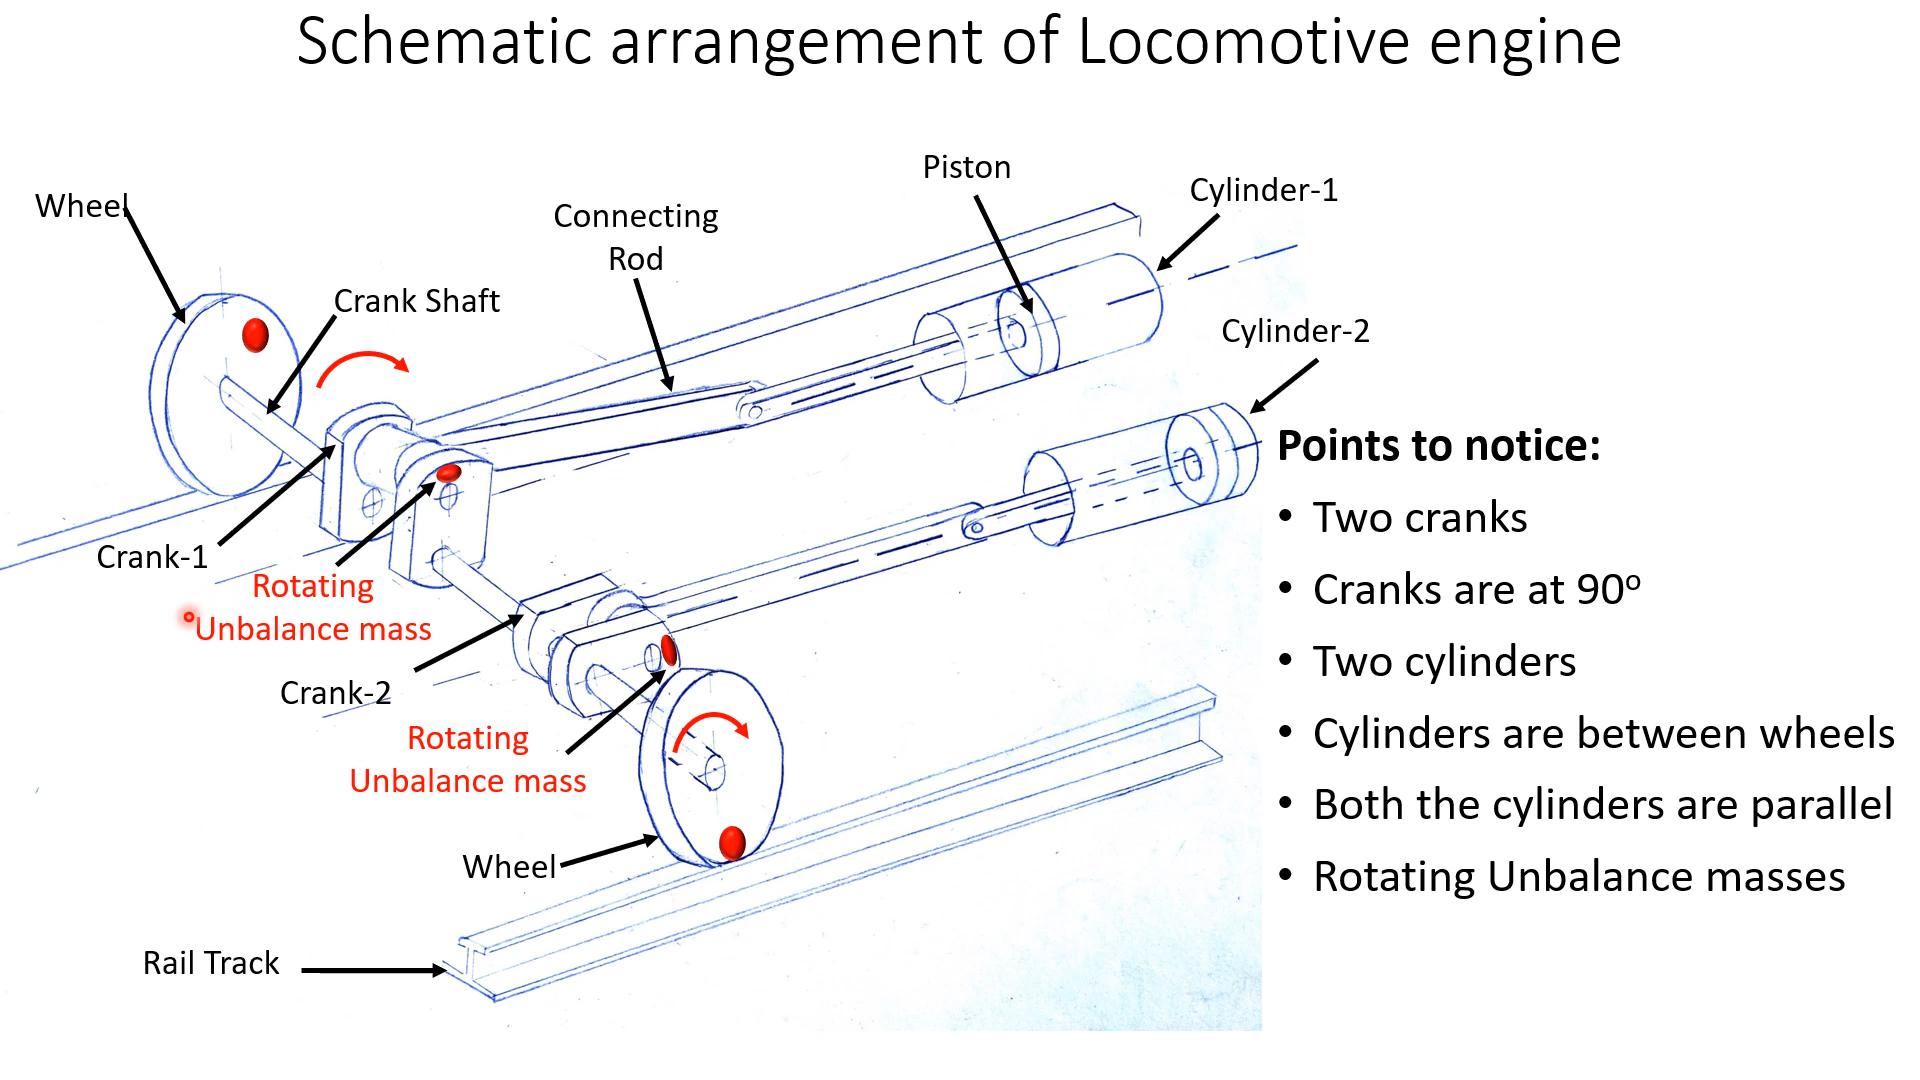 Schematic arrangement of Locomotive engine
Piston
Cylinder-1
Wheel
Connecting
Rod
Crank Shaft
Cylinder-2
Points to notice:
• Two cranks
• Cranks are at 90º
• Two cylinders
• Cylinders are between wheels
• Both the cylinders are parallel
• Rotating Unbalance masses
Crank-1
Rotating
Unbalance mass
Crank-2
Rotating
Unbalance mass
Wheel
Rail Track